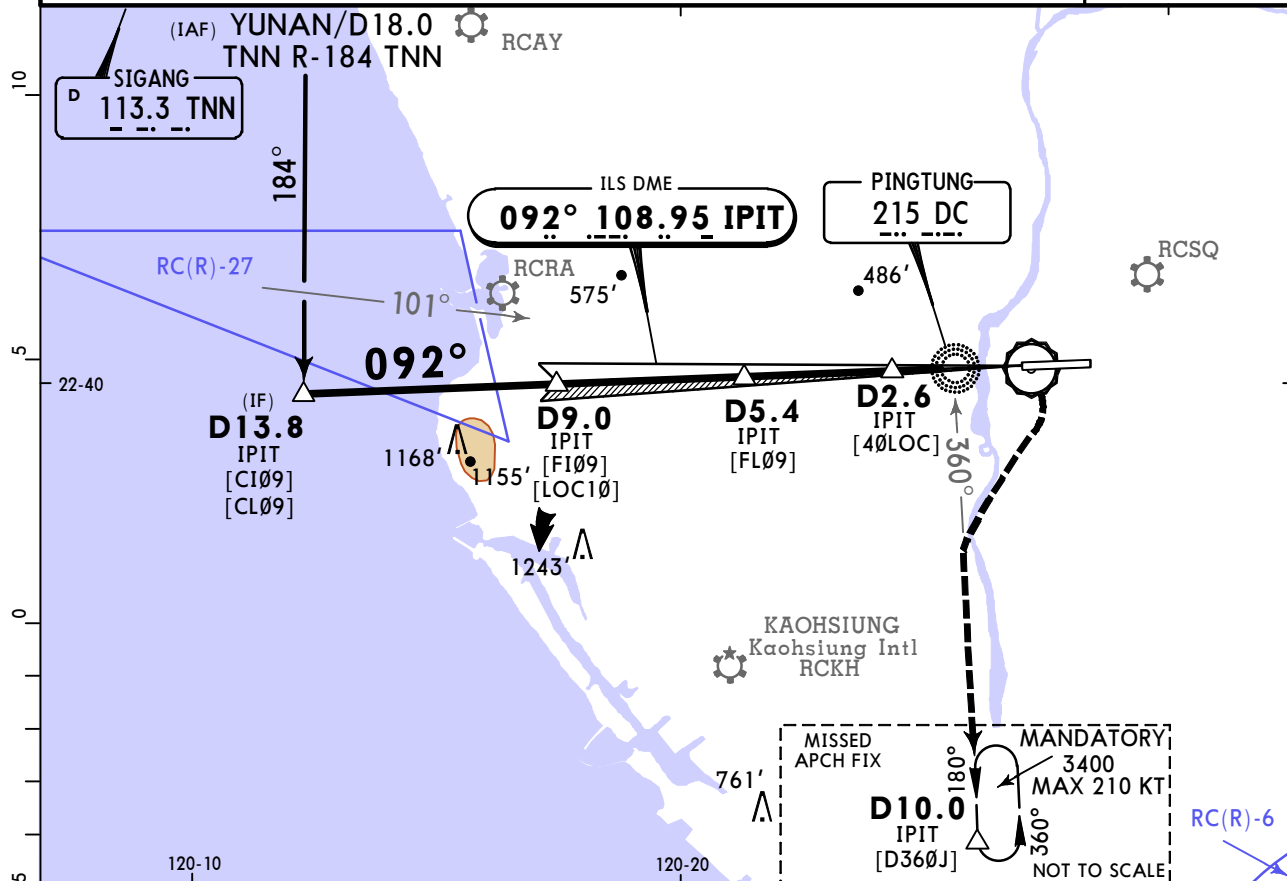 (IAF) YUNAN/D18.0
TNN R-184 TNN
RCAY
SIGANG
D 113.3 TNN
10
184°
ILS DME
092° 108.95 IPIT
PINGTUNG
215 DC
RCSQ
RC(R)-27
RCRA
101°
575'
486'
092°
5
22-40
(IF)
D13.8
IPIT
[CI09]
[CL09]
D9.0
IPIT
[FI09]
[LOC10]
D5.4
IPIT
[FL09]
D2.6
IPIT
[40LOC]
360°
1168'
1155'
1243'
0
KAOHSIUNG
Kaohsiung Intl
RCKH
MISSED
APCH FIX
MANDATORY
3400
MAX 210 KT
180°
360°
761'
D10.0
IPIT
[D360J]
NOT TO SCALE
RC(R)-6
5
120-10
120-20